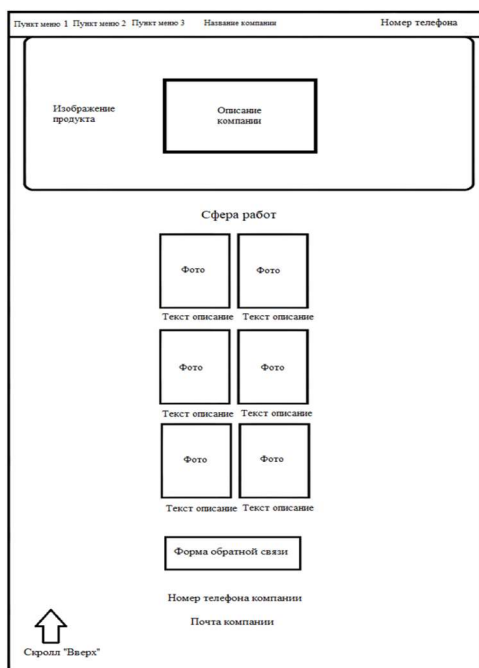 Пункт меню 1 Пункт меню 2 Пункт меню 3 Название компании Номер телефона
Изображение
продукта
Описание
компании
Сфера работ
Фото Фото
Текст описание Текст описание
Фото Фото
Текст описание Текст описание
Фото Фото
Текст описание Текст описание
Форма обратной связи
Номер телефона компании
Почта компании
Скролл "Вверх"